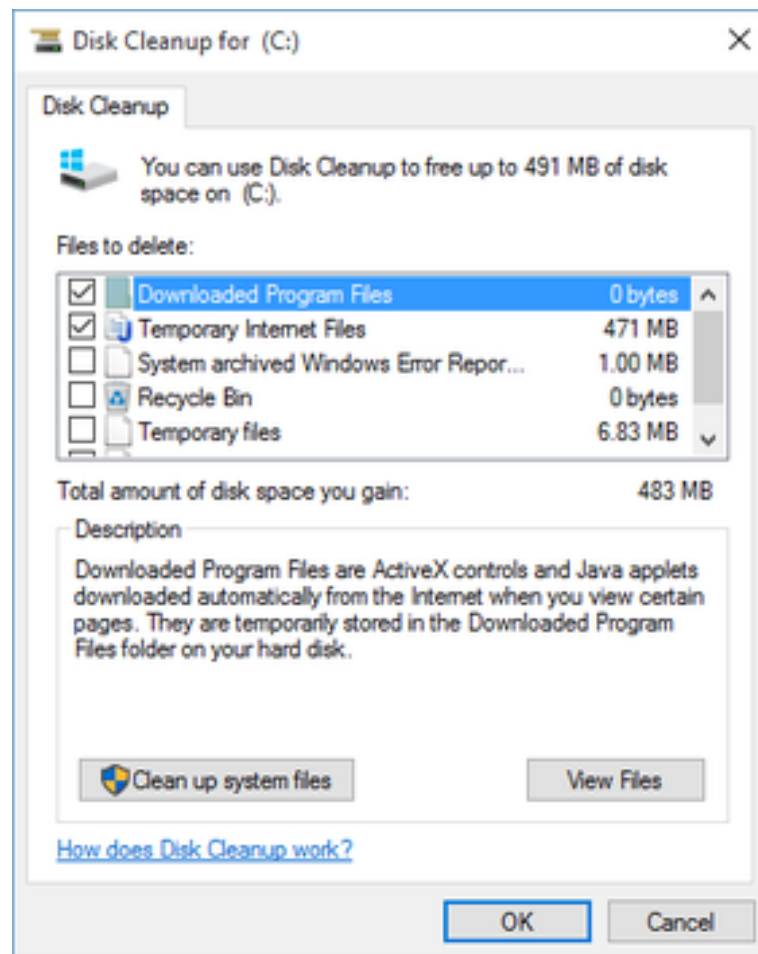 Disk Cleanup for (C:)
Disk Cleanup
You can use Disk Cleanup to free up to 491 MB of disk
space on (C:).
Files to delete:
Downloaded Program Files 0 bytes
Temporary Internet Files 471 MB
System archived Windows Error Repor... 1.00 MB
Recycle Bin 0 bytes
Temporary files 6.83 MB
Total amount of disk space you gain: 483 MB
Description
Downloaded Program Files are ActiveX controls and Java applets
downloaded automatically from the Internet when you view certain
pages. They are temporarily stored in the Downloaded Program
Files folder on your hard disk.
Clean up system files View Files
How does Disk Cleanup work?
OK Cancel